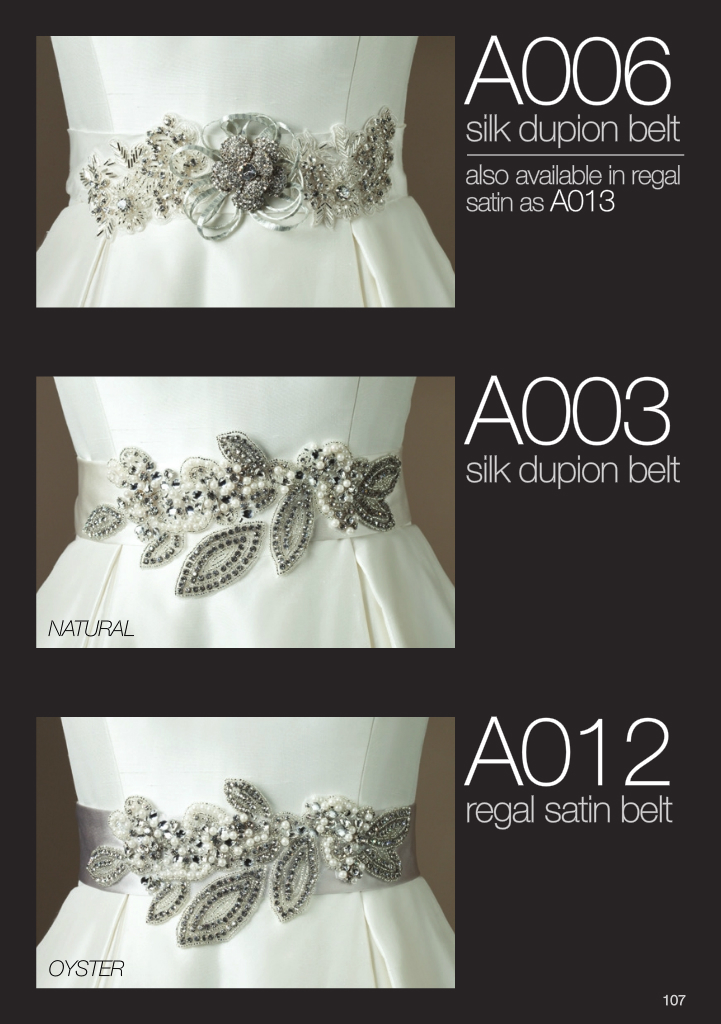 A006
silk dupion belt
also available in regal
satin as A013
A003
silk dupion belt
NATURAL
A012
regal satin belt
OYSTER
107